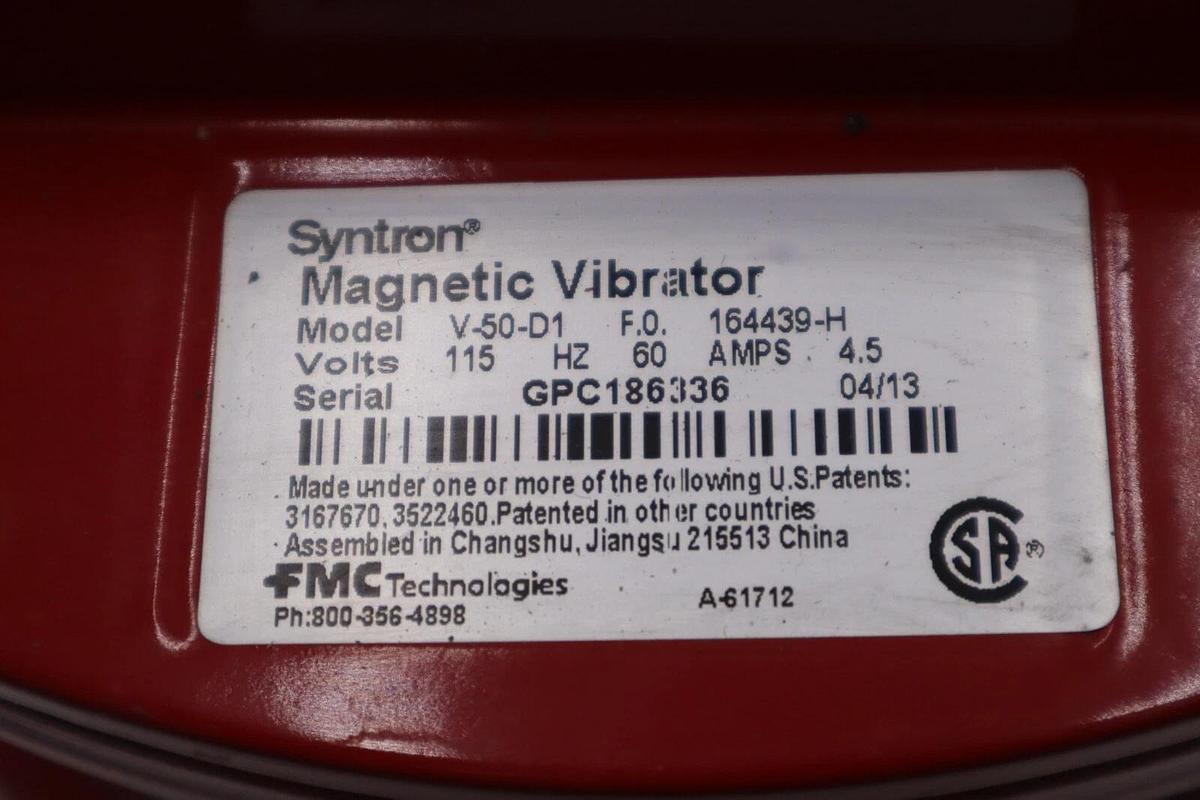 Syntron®
Magnetic Vibrator
Model V-50-D1 F.O. 164439-H
Volts 115 HZ 60 AMPS 4.5
Serial GPC186336 04/13
Made under one or more of the following U.S.Patents:
3167670, 3522460.Patented in other countries
Assembled in Changshu, Jiangsu 215513 China
SA®
FMC Technologies
A-61712
Ph:800-356-4898